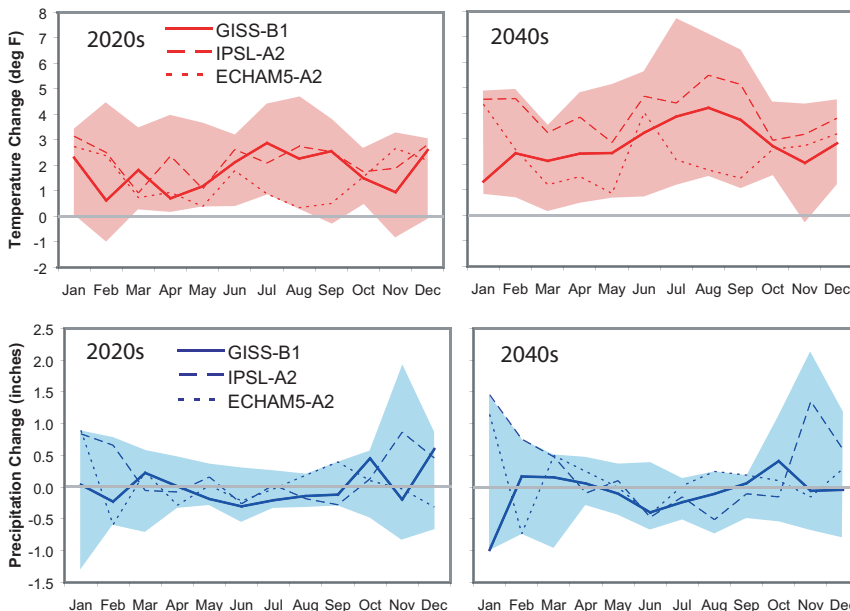 Temperature Change (deg F)
8
7
6
5
4
3
2
1
0
-1
-2
2020s
GISS-B1
IPSL-A2
ECHAM5-A2
Jan Feb Mar Apr May Jun Jul Aug Sep Oct Nov Dec
2040s
Jan Feb Mar Apr May Jun Jul Aug Sep Oct Nov Dec
Precipitation Change (inches)
2.5
2.0
1.5
1.0
0.5
0.0
-0.5
-1.0
-1.5
2020s
GISS-B1
IPSL-A2
ECHAM5-A2
Jan Feb Mar Apr May Jun Jul Aug Sep Oct Nov Dec
2040s
Jan Feb Mar Apr May Jun Jul Aug Sep Oct Nov Dec